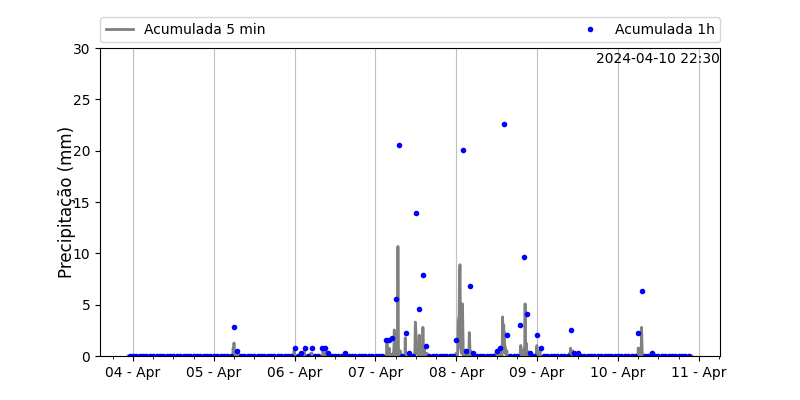 Acumulada 5 min
Acumulada 1h
2024-04-10 22:30
Precipitação (mm)
30
25
20
15
10
5
0
04 - Apr 05 - Apr 06 - Apr 07 - Apr 08 - Apr 09 - Apr 10 - Apr 11 - Apr